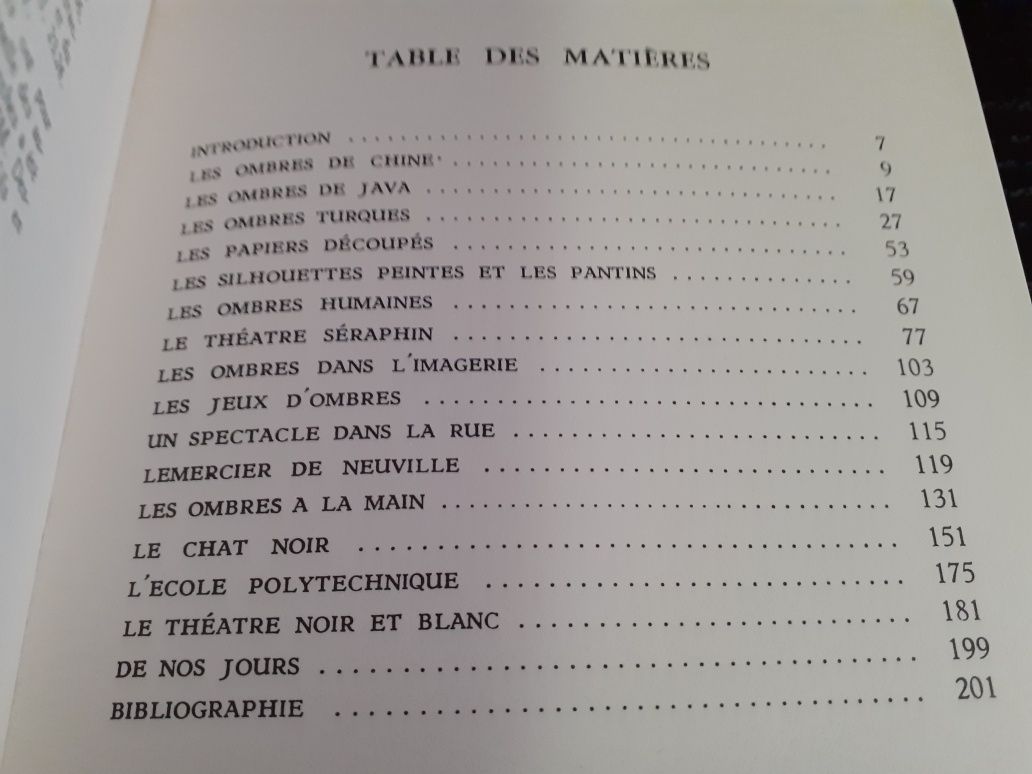 TABLE DES MATIÈRES
INTRODUCTION . . . . . . . . . . . . . . . . . . . . . . . . . . . . . . . . . . . . 7
LES OMBRES DE CHINE . . . . . . . . . . . . . . . . . . . . . . . . . . . . . 9
LES OMBRES DE JAVA . . . . . . . . . . . . . . . . . . . . . . . . . . . . . . 17
LES OMBRES TURQUES . . . . . . . . . . . . . . . . . . . . . . . . . . . . . . 27
LES PAPIERS DÉCOUPÉS . . . . . . . . . . . . . . . . . . . . . . . . . . . . 53
LES SILHOUETTES PEINTES ET LES PANTINS . . . . . . . . . . . . . 59
LES OMBRES HUMAINES . . . . . . . . . . . . . . . . . . . . . . . . . . . . . 67
LE THÉATRE SÉRAPHIN . . . . . . . . . . . . . . . . . . . . . . . . . . . . . 77
LES OMBRES DANS L'IMAGERIE . . . . . . . . . . . . . . . . . . . . . . . 103
LES JEUX D'OMBRES . . . . . . . . . . . . . . . . . . . . . . . . . . . . . . . 109
UN SPECTACLE DANS LA RUE . . . . . . . . . . . . . . . . . . . . . . . . . 115
LEMERCIER DE NEUVILLE . . . . . . . . . . . . . . . . . . . . . . . . . . . 119
LES OMBRES A LA MAIN . . . . . . . . . . . . . . . . . . . . . . . . . . . . 131
LE CHAT NOIR . . . . . . . . . . . . . . . . . . . . . . . . . . . . . . . . . . 151
L'ECOLE POLYTECHNIQUE . . . . . . . . . . . . . . . . . . . . . . . . . . 175
LE THÉATRE NOIR ET BLANC . . . . . . . . . . . . . . . . . . . . . . . . 181
DE NOS JOURS . . . . . . . . . . . . . . . . . . . . . . . . . . . . . . . . . . 199
BIBLIOGRAPHIE . . . . . . . . . . . . . . . . . . . . . . . . . . . . . . . . . 201